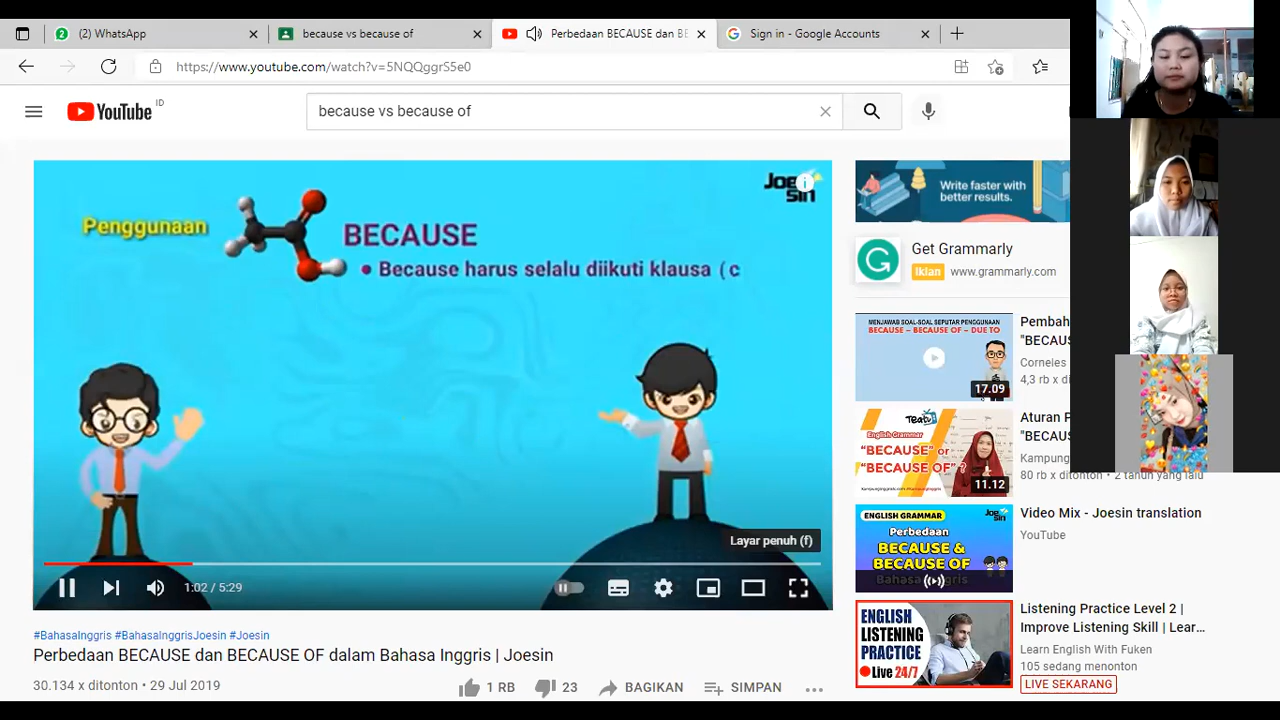 (2) WhatsApp
because vs because of
Perbedaan BECAUSE dan BE
Sign in - Google Accounts
https://www.youtube.com/watch?v=5NQQggrS5eU
YouTube ID
because vs because of
Penggunaan
BECAUSE
• Because harus selalu diikuti klausa (c
Joe sin
Layar penuh (f)
1:02 / 5:29
#BahasaInggris #BahasaInggrisJoesin #Joesin
Perbedaan BECAUSE dan BECAUSE OF dalam Bahasa Inggris | Joesin
30.134 x ditonton • 29 Jul
1 RB
23
BAGIKAN
SIMPAN
Write faster with
better results.
Get Grammarly
Iklan www.grammarly.com
MENJAWAB SOAL-SOAL SEPUTAR PENGGUNAAN
BECAUSE – BECAUSE OF – DUE TO
17.09
Pembah
"BECAU
Corneles
4,3 rb x di
Teatu
English Grammar
"BECAUSE" or
"BECAUSE OF" ?
11.12
Aturan P
"BECAU
Kampung
80 rb x ditonton • 2 tahun yang lalu
ENGLISH GRAMMAR
Joe sin
Perbedaan
BECAUSE &
BECAUSE OF
Bahasa Inggris
Video Mix - Joesin translation
YouTube
ENGLISH
LISTENING
PRACTICE
Live 24/7
Listening Practice Level 2 |
Improve Listening Skill | Lear...
Learn English With Fuken
105 sedang menonton
LIVE SEKARANG